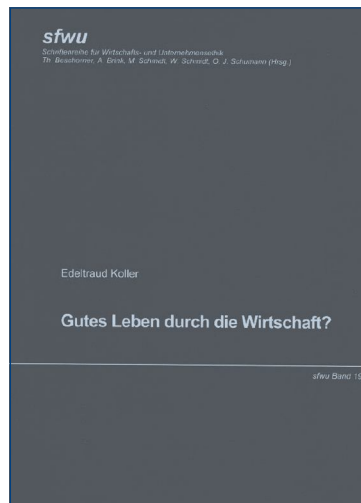 sfwu
Schriftenreihe für Wirtschafts- und Unternehmensethik
Th. Beschorner, A. Brink, M. Schmidt, W. Schmidt, O. J. Schumann (Hrsg.)
Edeltraud Koller
Gutes Leben durch die Wirtschaft?
sfwu Band 19